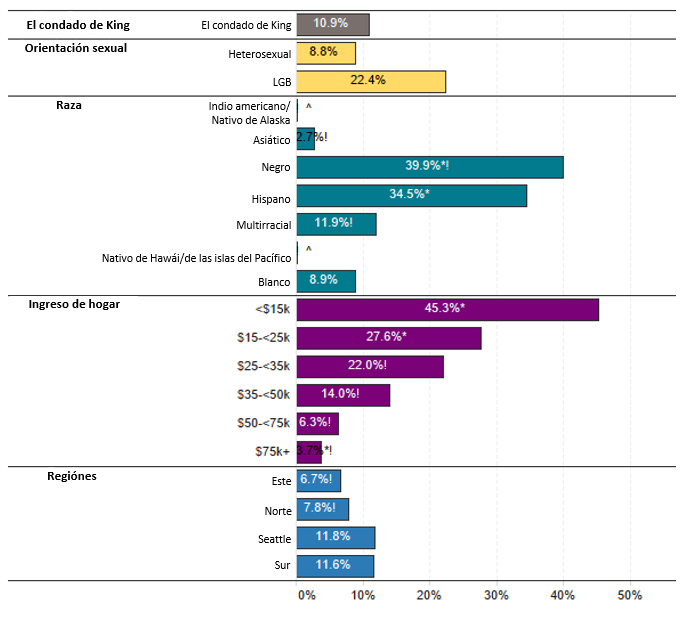 El condado de King
El condado de King
10.9%
Orientación sexual
Heterosexual
8.8%
LGB
22.4%
Raza
Indio americano/
Nativo de Alaska
^
Asiático
2.7%!
Negro
39.9%*!
Hispano
34.5%*
Multirracial
11.9%!
Nativo de Hawái/de las islas del Pacífico
^
Blanco
8.9%
Ingreso de hogar
<$15k
45.3%*
$15-<25k
27.6%*
$25-<35k
22.0%!
$35-<50k
14.0%!
$50-<75k
6.3%!
$75k+
3.7%*!
Regiónes
Este
6.7%!
Norte
7.8%!
Seattle
11.8%
Sur
11.6%
0% 10% 20% 30% 40% 50%